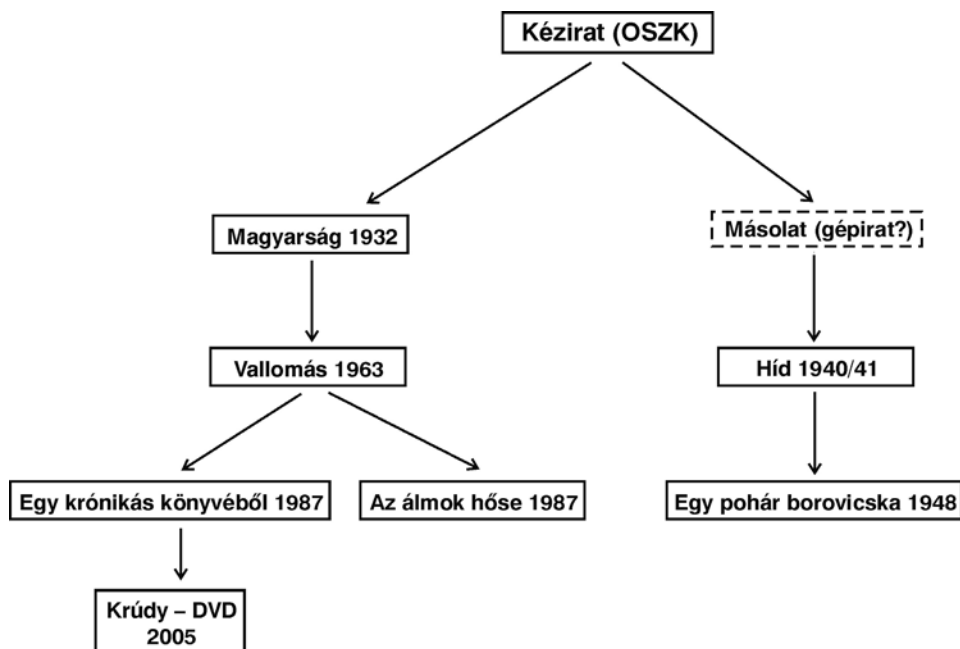 Kézirat (OSZK)
Magyarság 1932
Másolat (gépirat?)
Vallomás 1963
Híd 1940/41
Egy krónikás könyvéből 1987
Az álmok hőse 1987
Egy pohár borovicska 1948
Krúdy – DVD
2005